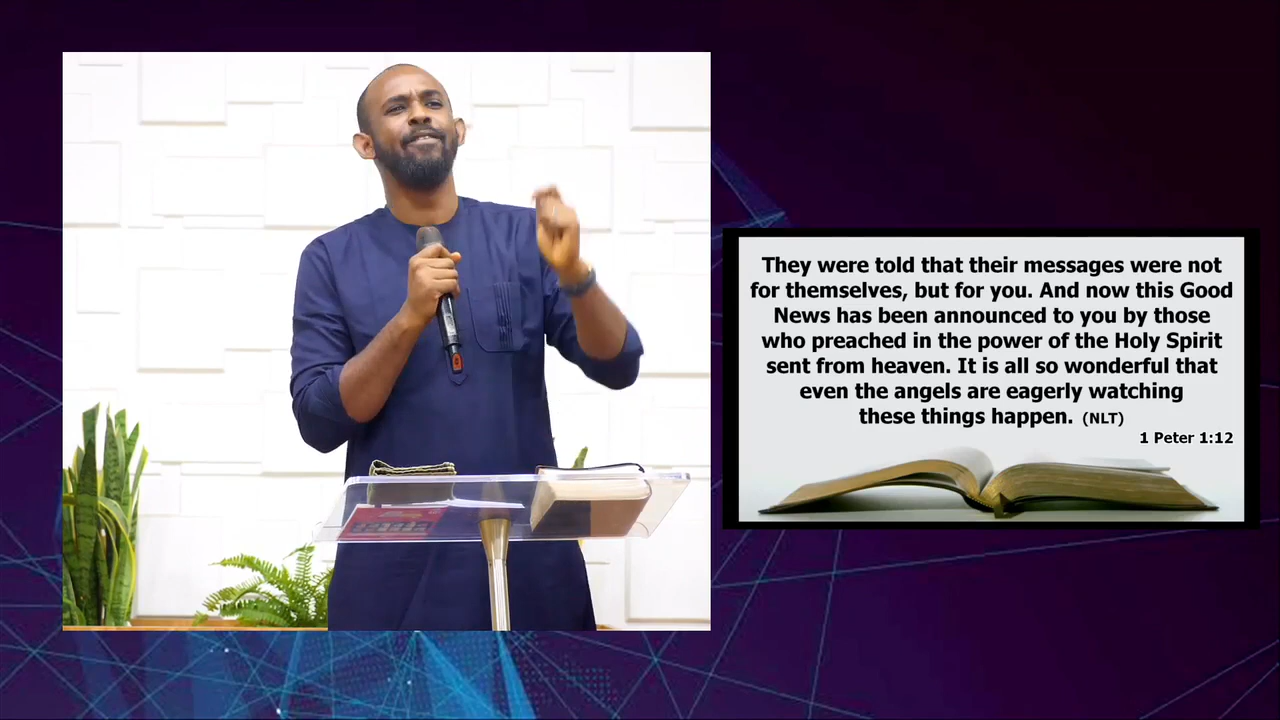 They were told that their messages were not
for themselves, but for you. And now this Good
News has been announced to you by those
who preached in the power of the Holy Spirit
sent from heaven. It is all so wonderful that
even the angels are eagerly watching
these things happen. (NLT)
1 Peter 1:12